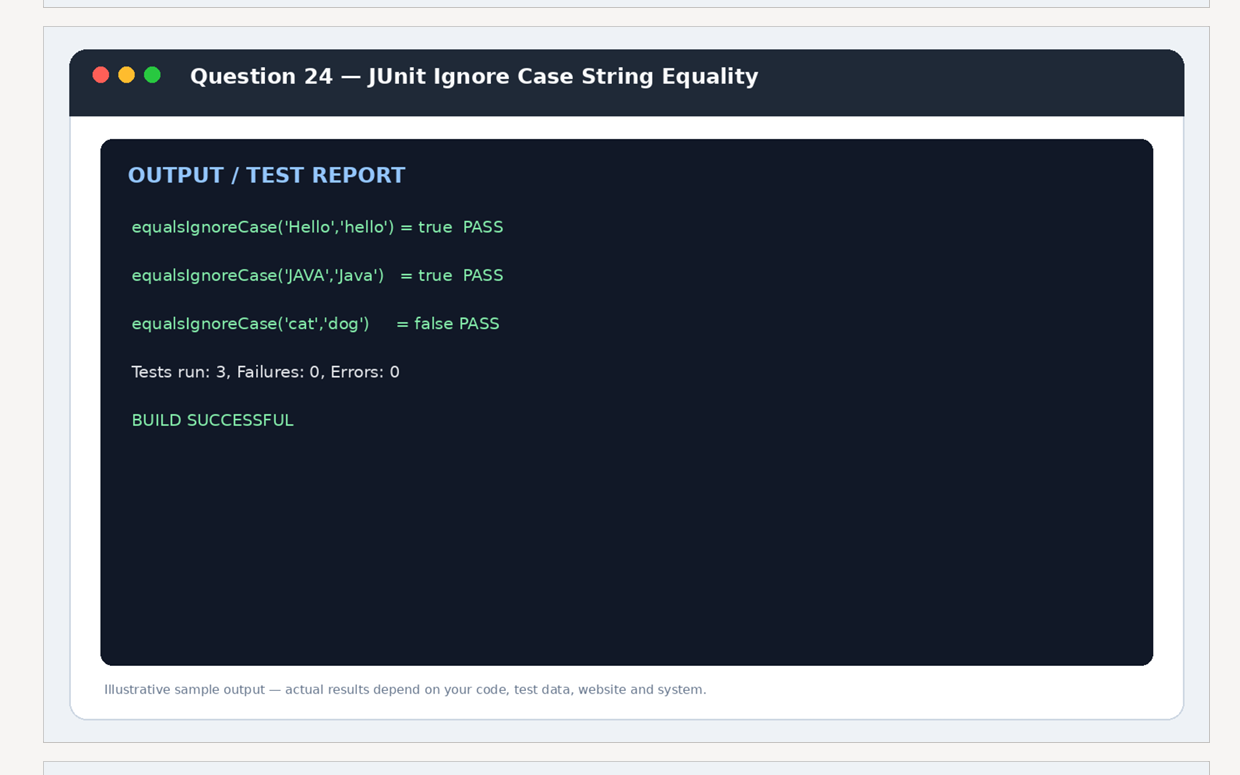 Question 24 — JUnit Ignore Case String Equality
OUTPUT / TEST REPORT
equalsIgnoreCase('Hello','hello') = true  PASS
equalsIgnoreCase('JAVA','Java')   = true  PASS
equalsIgnoreCase('cat','dog')     = false PASS
Tests run: 3, Failures: 0, Errors: 0
BUILD SUCCESSFUL
Illustrative sample output — actual results depend on your code, test data, website and system.